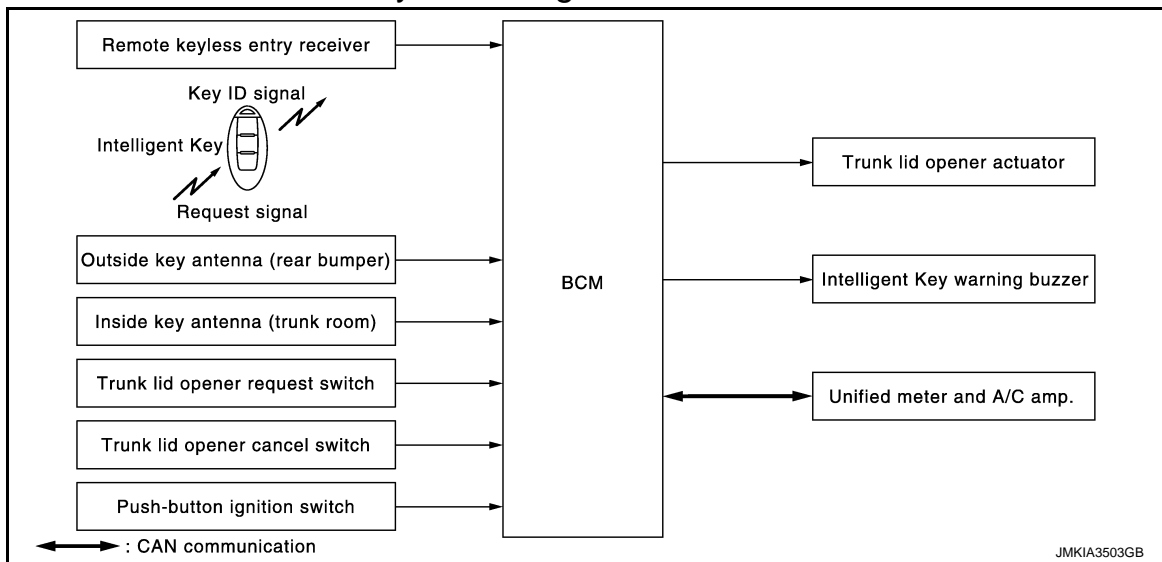 Remote keyless entry receiver
Key ID signal
Intelligent Key
Request signal
Outside key antenna (rear bumper)
Inside key antenna (trunk room)
Trunk lid opener request switch
Trunk lid opener cancel switch
Push-button ignition switch
BCM
Trunk lid opener actuator
Intelligent Key warning buzzer
Unified meter and A/C amp.
: CAN communication
JMKIA3503GB